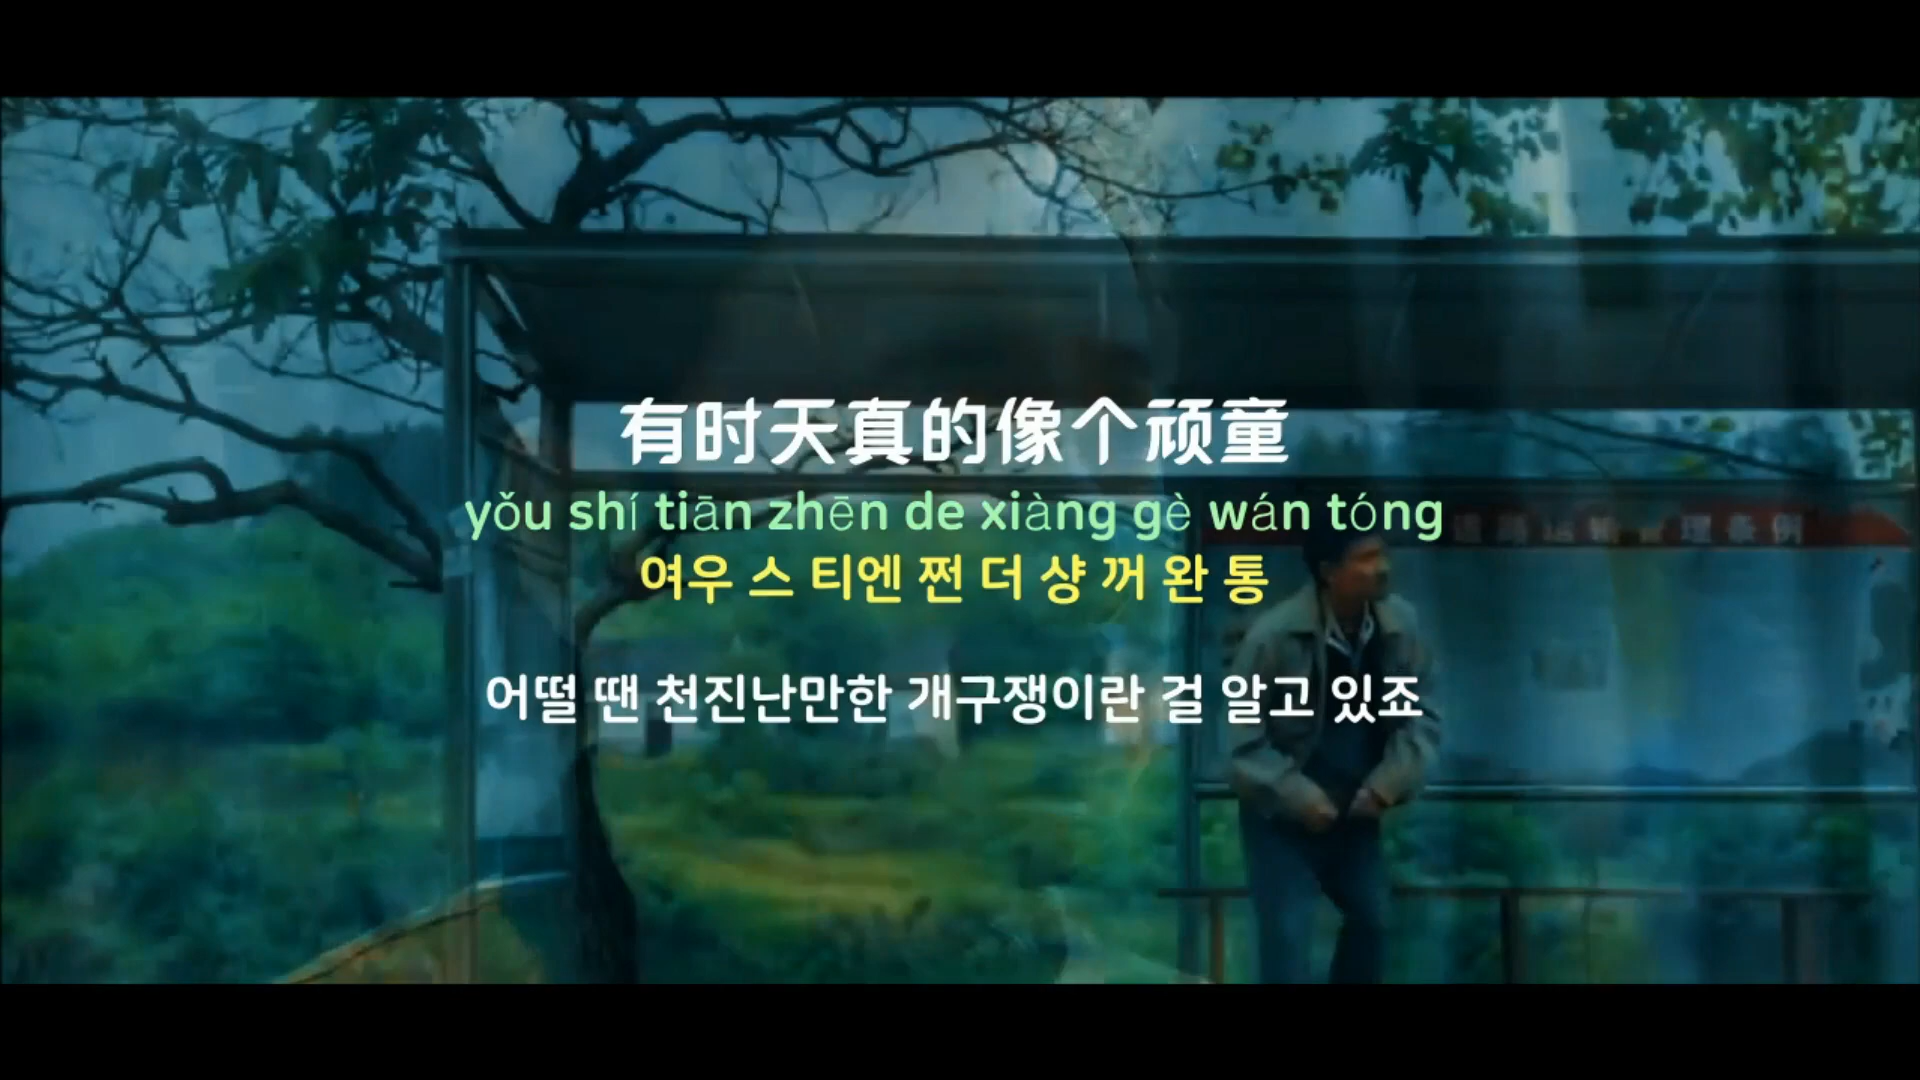 有时天真的像个顽童
yǒu shí tiān zhēn de xiàng gè wán tóng
여우 스 티엔 쩐 더 샹 꺼 완 통
어떨 땐 천진난만한 개구쟁이란 걸 알고 있죠